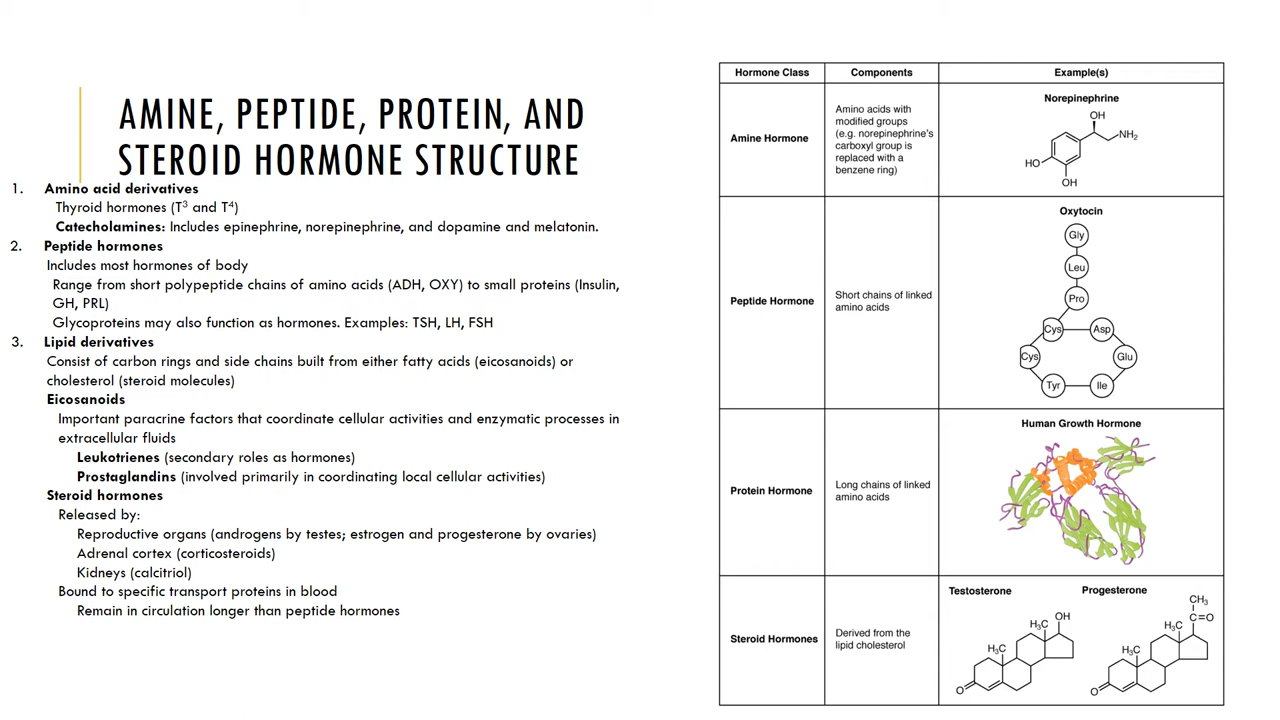 AMINE, PEPTIDE, PROTEIN, AND
STEROID HORMONE STRUCTURE
1. Amino acid derivatives
Thyroid hormones (T3 and T4)
Catecholamines: Includes epinephrine, norepinephrine, and dopamine and melatonin.
2. Peptide hormones
Includes most hormones of body
Range from short polypeptide chains of amino acids (ADH, OXY) to small proteins (Insulin,
GH, PRL)
Glycoproteins may also function as hormones. Examples: TSH, LH, FSH
3. Lipid derivatives
Consist of carbon rings and side chains built from either fatty acids (eicosanoids) or
cholesterol (steroid molecules)
Eicosanoids
Important paracrine factors that coordinate cellular activities and enzymatic processes in
extracellular fluids
Leukotrienes (secondary roles as hormones)
Prostaglandins (involved primarily in coordinating local cellular activities)
Steroid hormones
Released by:
Reproductive organs (androgens by testes; estrogen and progesterone by ovaries)
Adrenal cortex (corticosteroids)
Kidneys (calcitriol)
Bound to specific transport proteins in blood
Remain in circulation longer than peptide hormones
Hormone Class Components Example(s)
Amine Hormone
Amino acids with
modified groups
(e.g. norepinephrine's
carboxyl group is
replaced with a
benzene ring)
Norepinephrine
OH
NH2
HO
OH
Peptide Hormone
Short chains of linked
amino acids
Oxytocin
Gly
Leu
Pro
Cys Asp
Cys Glu
Tyr Ile
Protein Hormone
Long chains of linked
amino acids
Human Growth Hormone
Steroid Hormones
Derived from the
lipid cholesterol
Testosterone
OH
H3C
H3C
O
Progesterone
CH3
C=O
H3C
H3C
O